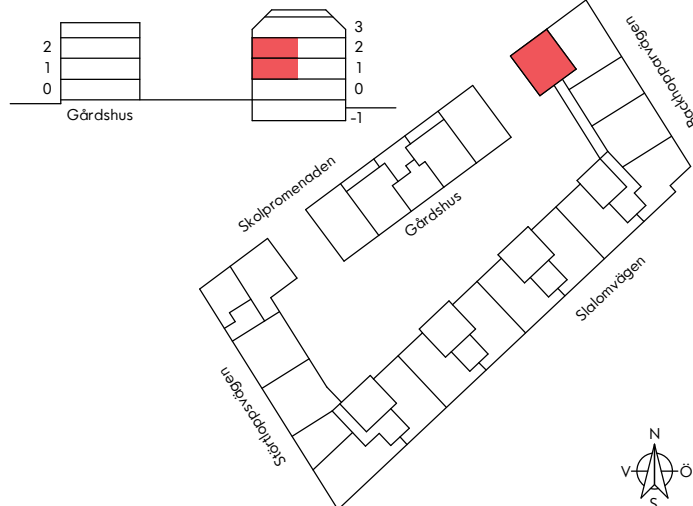 3
2
2
1
1
0
0
-1
Gårdshus
Backhopparvägen
Skolpromenaden
Gårdshus
Slalomvägen
Störtloppsvägen
N
V
Ö
S